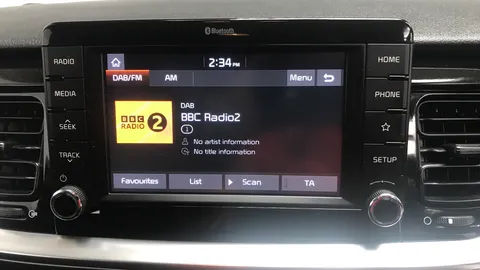 Bluetooth
RADIO
MEDIA
SEEK
TRACK
2:34 PM
DAB/FM AM Menu
BBC
RADIO 2
DAB
BBC Radio2
No artist information
No title information
Favourites List Scan TA
HOME
PHONE
SETUP